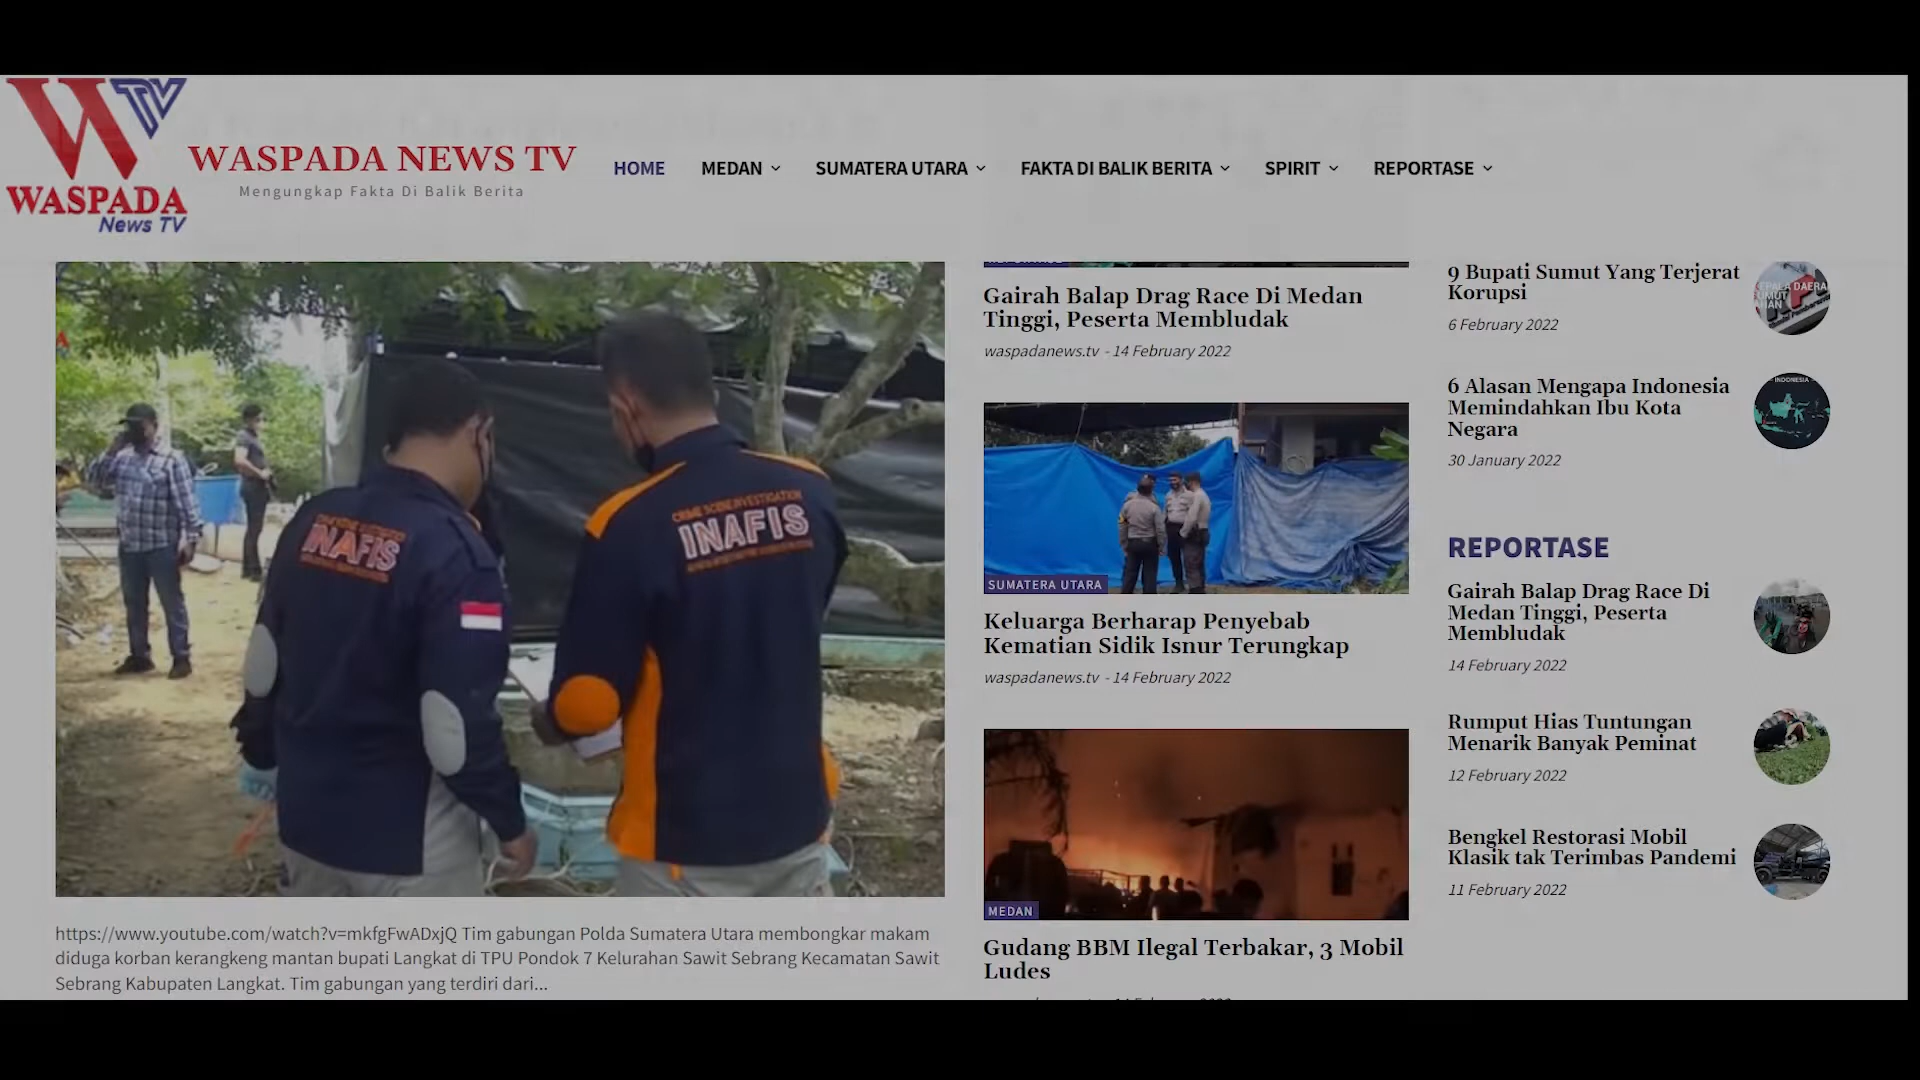 WTV
WASPADA
News TV
WASPADA NEWS TV
Mengungkap Fakta Di Balik Berita
HOME
MEDAN
SUMATERA UTARA
FAKTA DI BALIK BERITA
SPIRIT
REPORTASE
INAFIS
CRIME SCENE INVESTIGATION
INAFIS
https://www.youtube.com/watch?v=mkfgFwADxjQ Tim gabungan Polda Sumatera Utara membongkar makam
diduga korban kerangkeng mantan bupati Langkat di TPU Pondok 7 Kelurahan Sawit Sebrang Kecamatan Sawit
Sebrang Kabupaten Langkat. Tim gabungan yang terdiri dari...
Gairah Balap Drag Race Di Medan
Tinggi, Peserta Membludak
waspadanews.tv - 14 February 2022
SUMATERA UTARA
Keluarga Berharap Penyebab
Kematian Sidik Isnur Terungkap
waspadanews.tv - 14 February 2022
MEDAN
Gudang BBM Ilegal Terbakar, 3 Mobil
Ludes
9 Bupati Sumut Yang Terjerat
Korupsi
6 February 2022
6 Alasan Mengapa Indonesia
Memindahkan Ibu Kota
Negara
30 January 2022
INDONESIA
REPORTASE
Gairah Balap Drag Race Di
Medan Tinggi, Peserta
Membludak
14 February 2022
Rumput Hias Tuntungan
Menarik Banyak Peminat
12 February 2022
Bengkel Restorasi Mobil
Klasik tak Terimbas Pandemi
11 February 2022